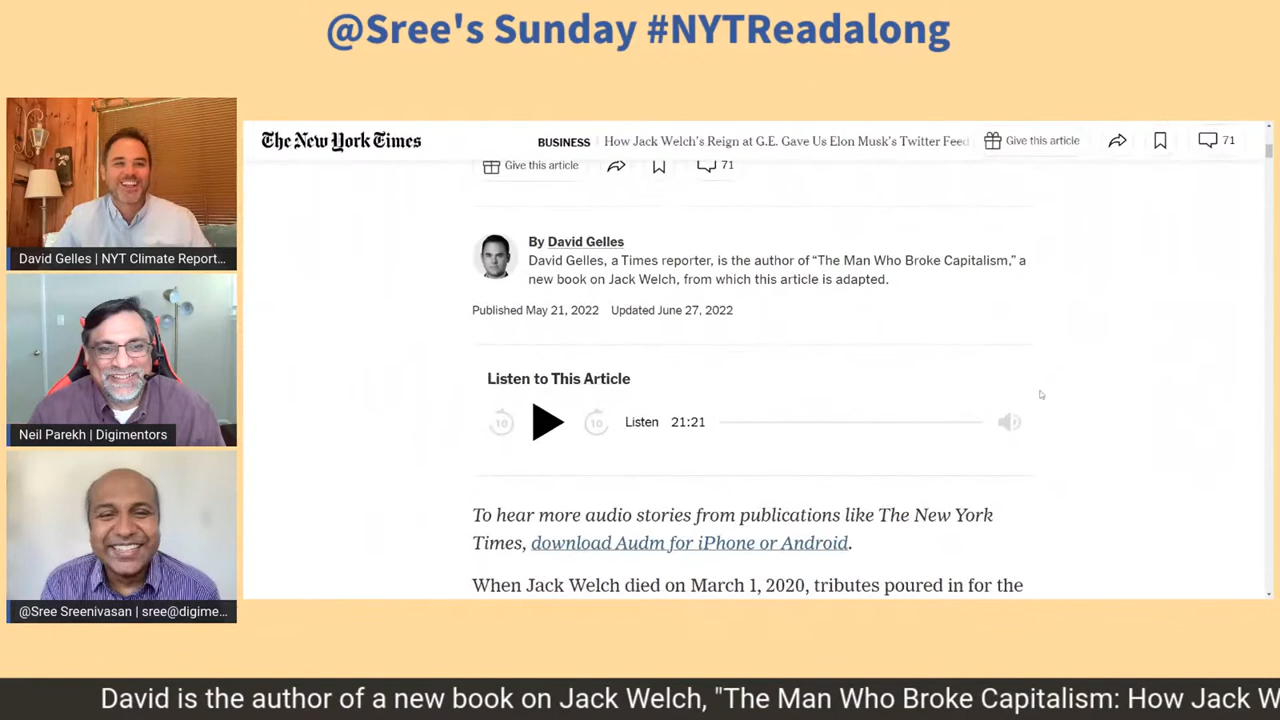 @Sree's Sunday #NYTReadalong
David Gelles | NYT Climate Report...
Neil Parekh | Digimentors
@Sree Sreenivasan | sree@digime...
The New York Times
BUSINESS How Jack Welch's Reign at G.E. Gave Us Elon Musk's Twitter Feed Give this article 71
Give this article 71
By David Gelles
David Gelles, a Times reporter, is the author of “The Man Who Broke Capitalism,” a
new book on Jack Welch, from which this article is adapted.
Published May 21, 2022 Updated June 27, 2022
Listen to This Article
10 10 Listen 21:21
To hear more audio stories from publications like The New York
Times, download Audm for iPhone or Android.
When Jack Welch died on March 1, 2020, tributes poured in for the
David is the author of a new book on Jack Welch, "The Man Who Broke Capitalism: How Jack W